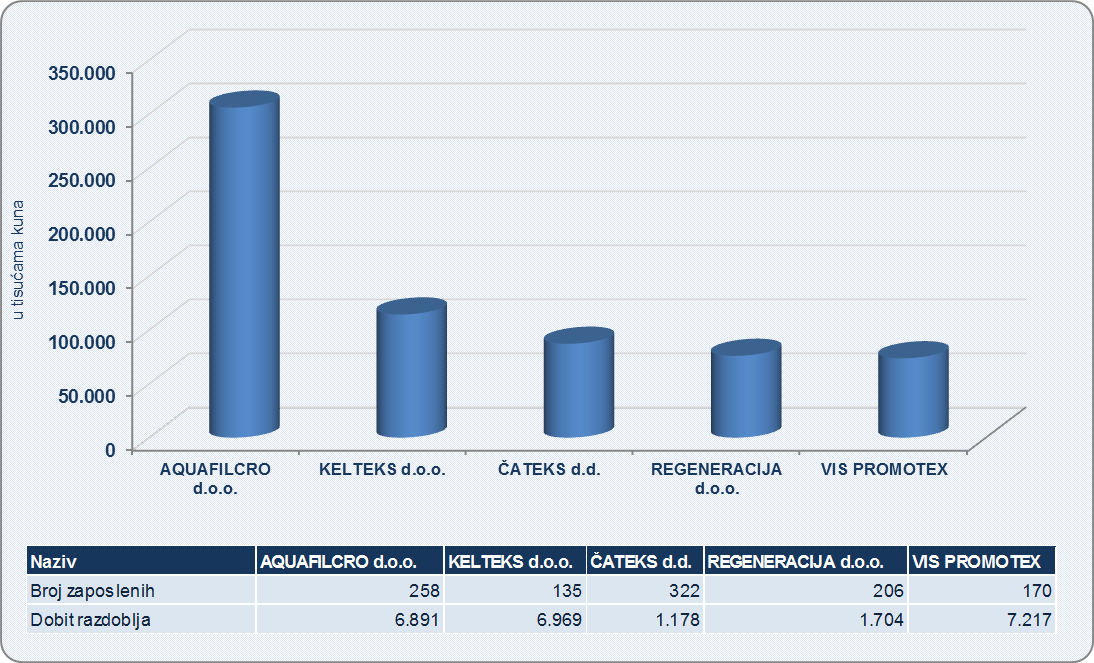 350.000
300.000
250.000
200.000
150.000
100.000
50.000
0
u tisućama kuna
AQUAFILCRO d.o.o.
KELTEKS d.o.o.
ČATEKS d.d.
REGENERACIJA d.o.o.
VIS PROMOTEX
Naziv AQUAFILCRO d.o.o. KELTEKS d.o.o. ČATEKS d.d. REGENERACIJA d.o.o. VIS PROMOTEX
Broj zaposlenih 258 135 322 206 170
Dobit razdoblja 6.891 6.969 1.178 1.704 7.217